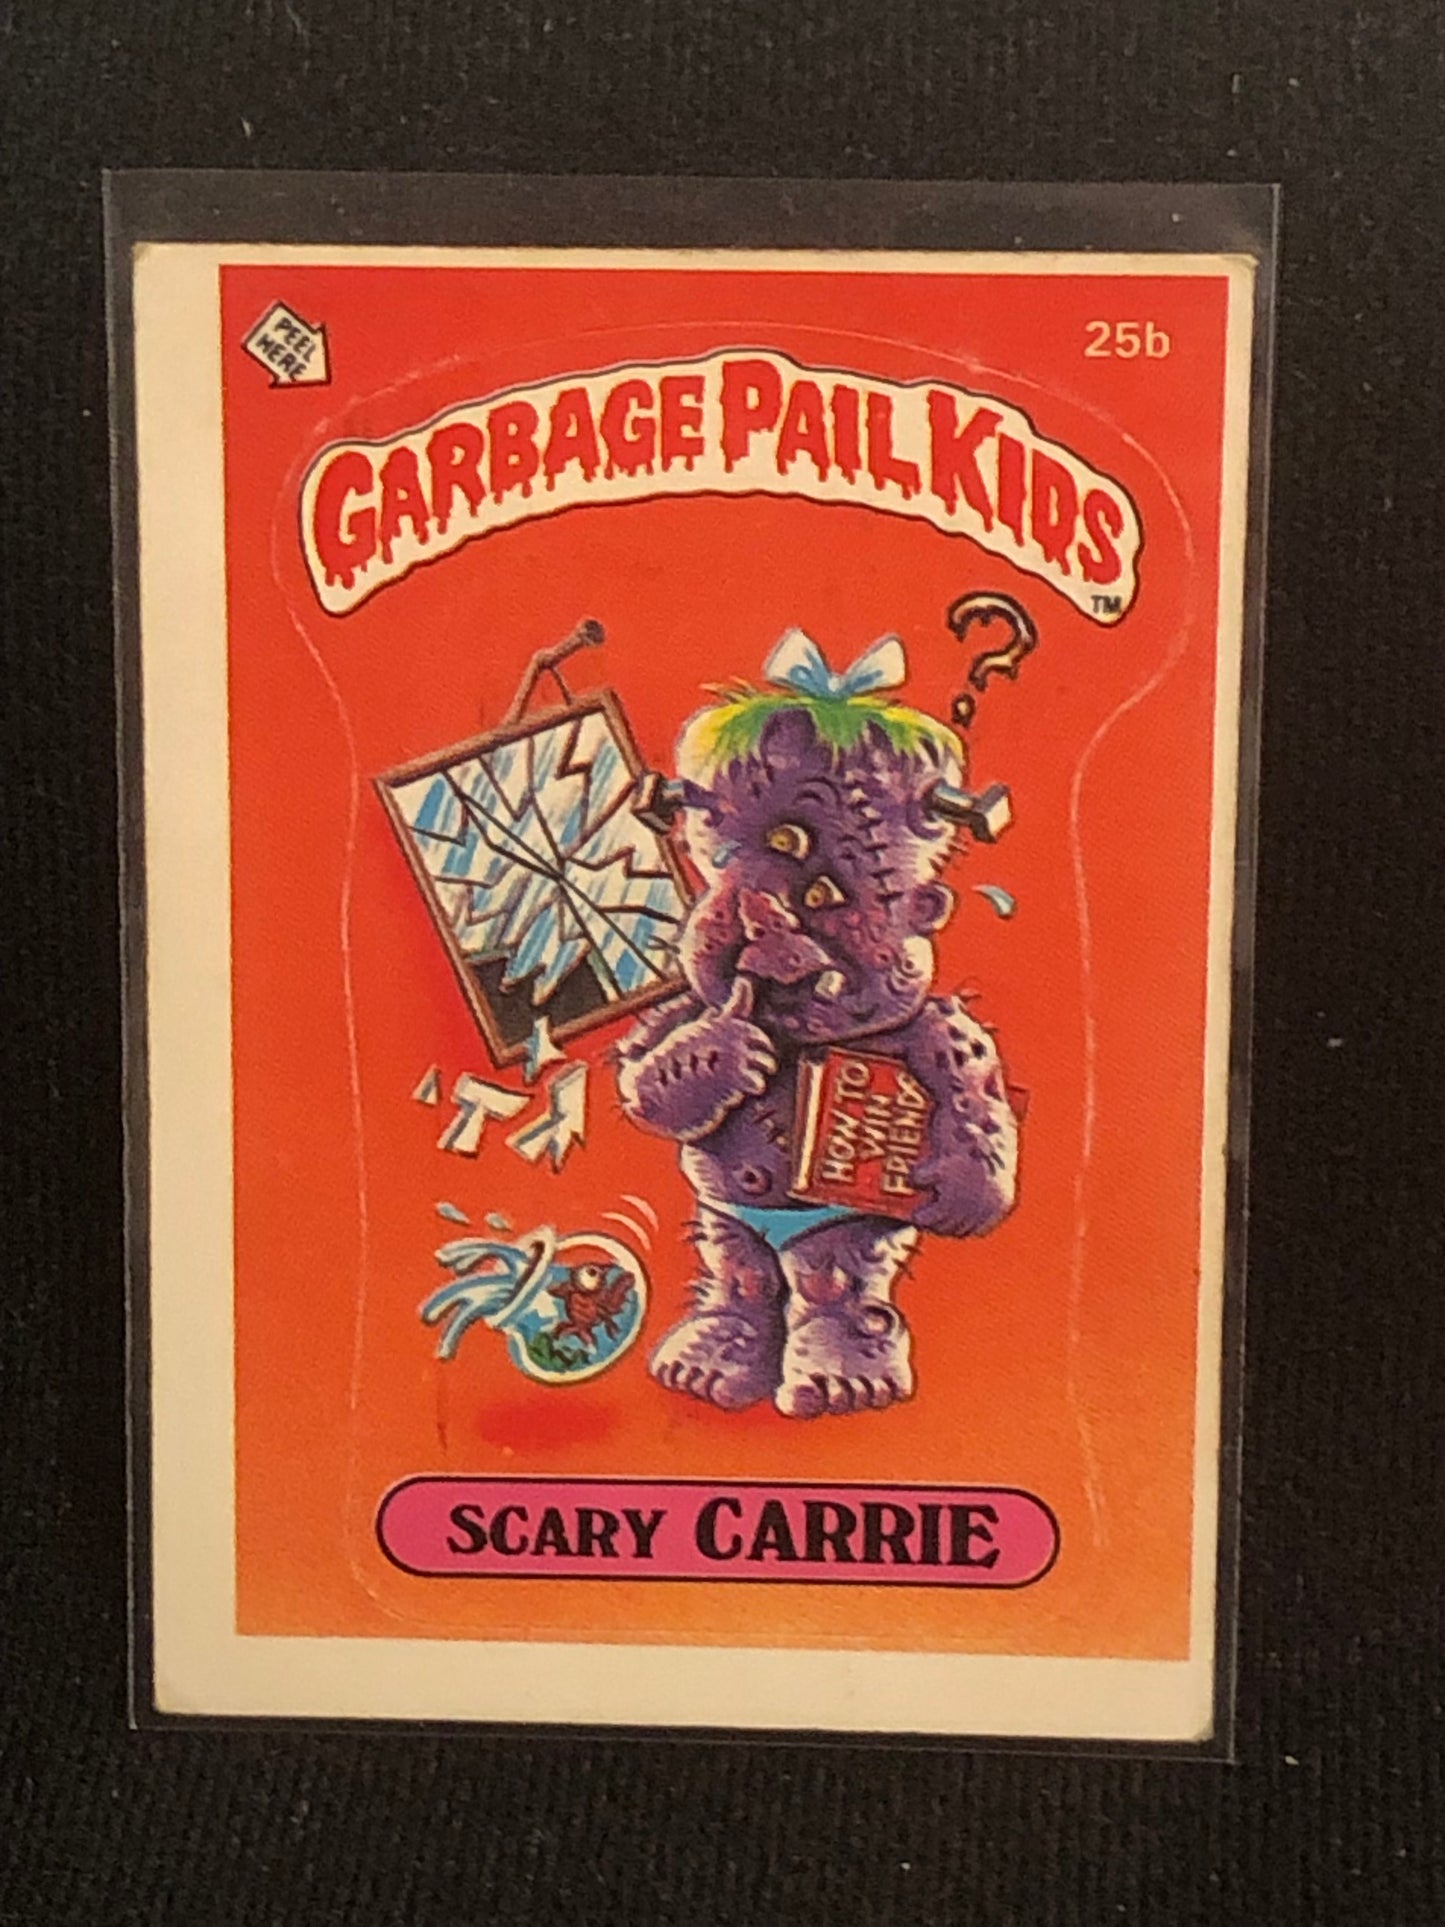 PEEL
HERE
25b
GARBAGE PAIL KIDS
TM
?
HOW TO
WIN
FRIENDS
SCARY CARRIE